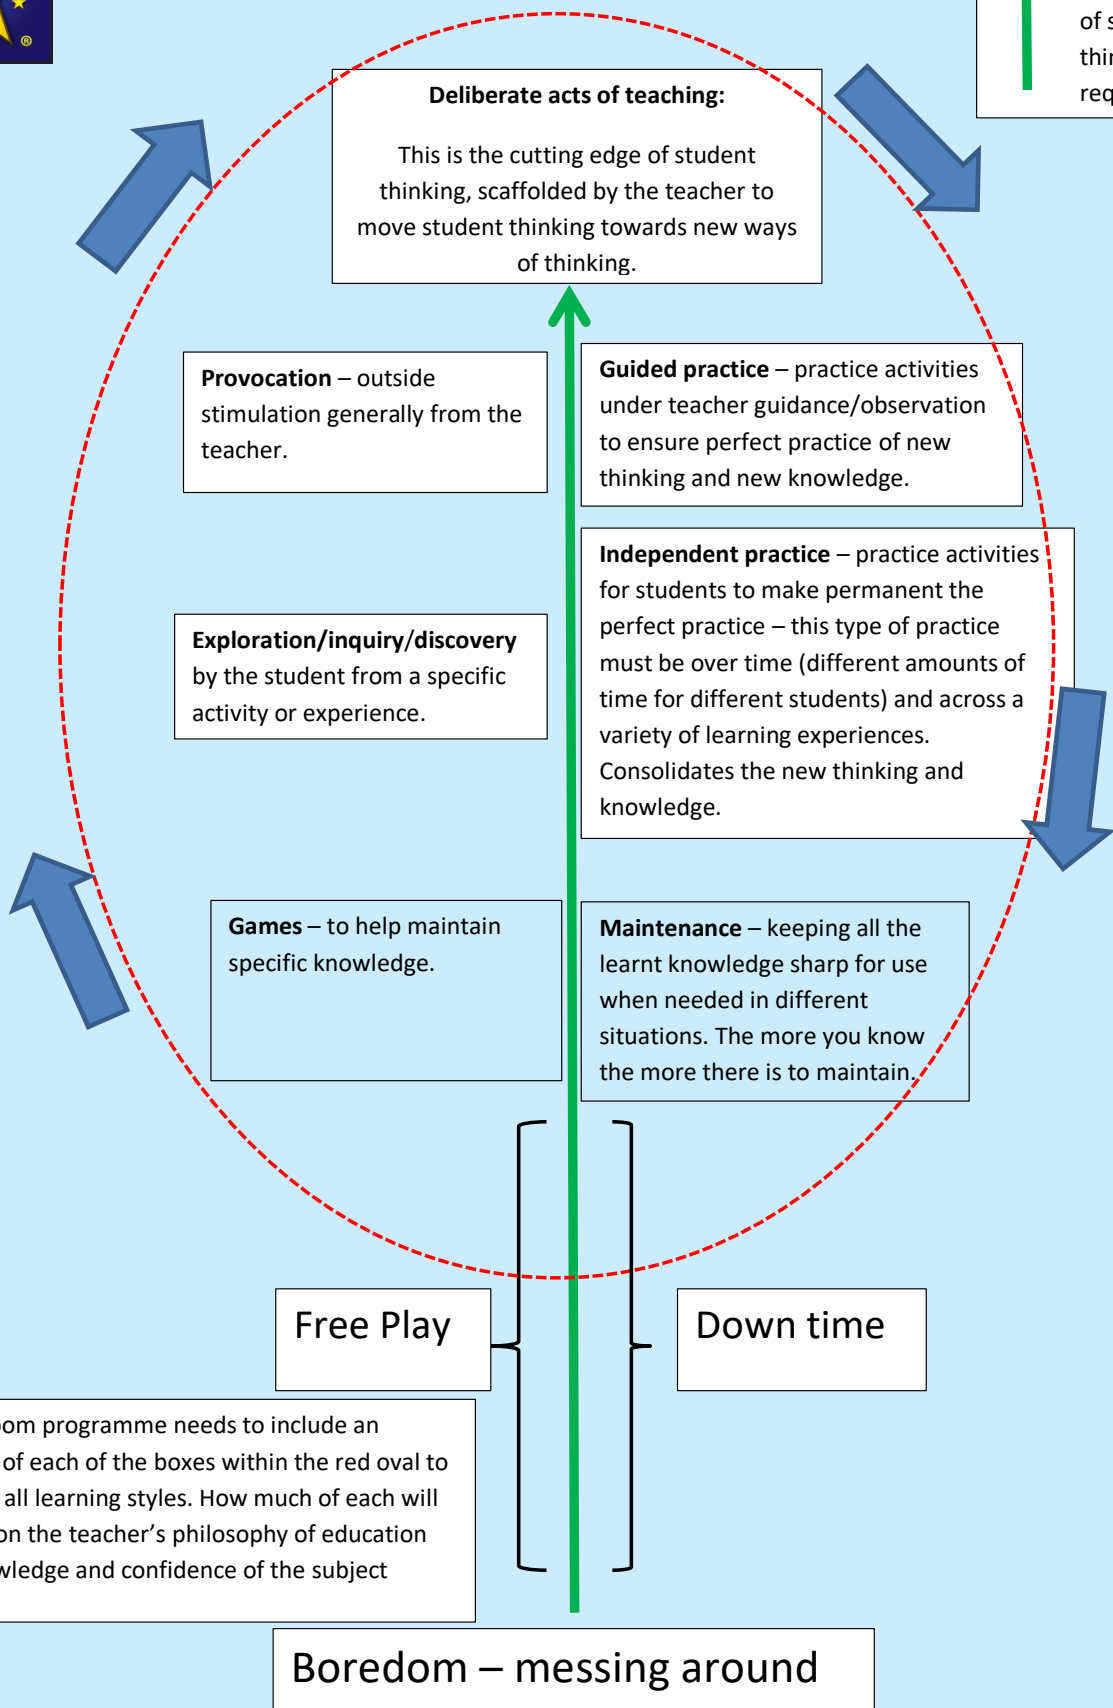 ®
of s
thin
req
Deliberate acts of teaching:
This is the cutting edge of student
thinking, scaffolded by the teacher to
move student thinking towards new ways
of thinking.
Provocation – outside
stimulation generally from the
teacher.
Guided practice – practice activities
under teacher guidance/observation
to ensure perfect practice of new
thinking and new knowledge.
Exploration/inquiry/discovery
by the student from a specific
activity or experience.
Independent practice – practice activities
for students to make permanent the
perfect practice – this type of practice
must be over time (different amounts of
time for different students) and across a
variety of learning experiences.
Consolidates the new thinking and
knowledge.
Games – to help maintain
specific knowledge.
Maintenance – keeping all the
learnt knowledge sharp for use
when needed in different
situations. The more you know
the more there is to maintain.
Free Play
Down time
oom programme needs to include an
of each of the boxes within the red oval to
all learning styles. How much of each will
on the teacher’s philosophy of education
wledge and confidence of the subject
Boredom – messing around